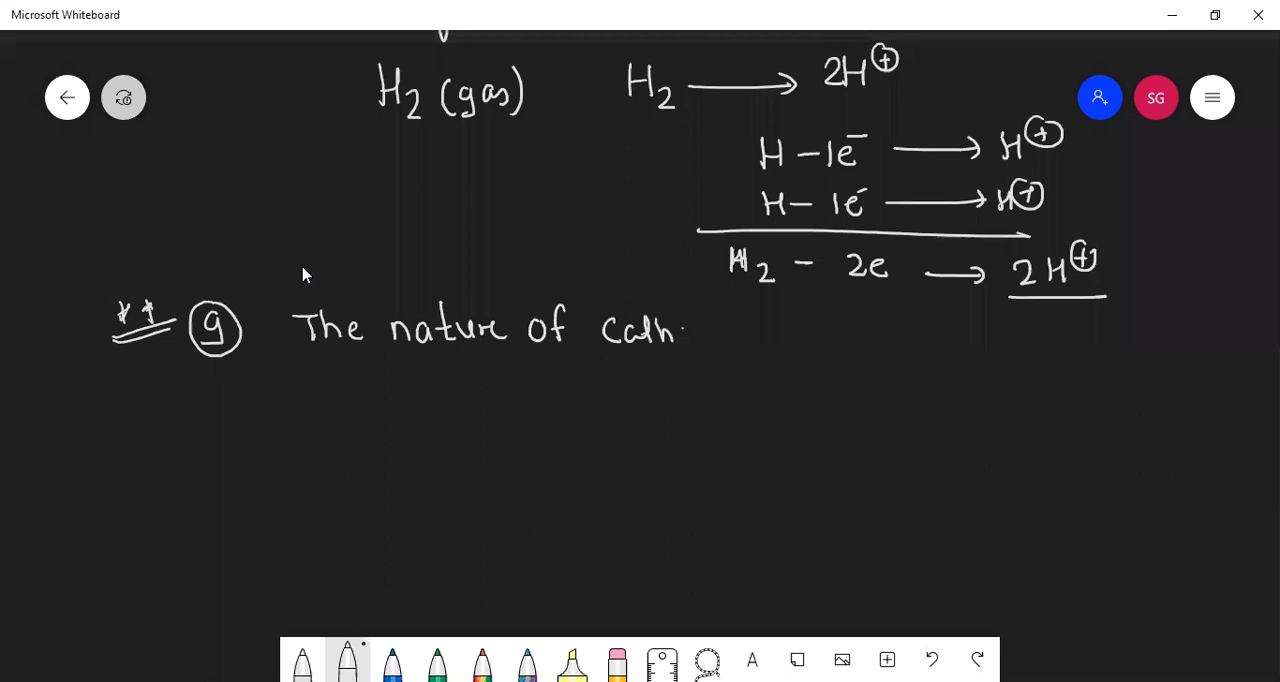 Microsoft Whiteboard
H₂ (gas) H₂ ⟶ 2H⊕
H – 1e⁻ ⟶ H⊕
H – 1e⁻ ⟶ H⊕
H₂ – 2e ⟶ 2H⊕
** ⑨ The nature of cath
SG
A